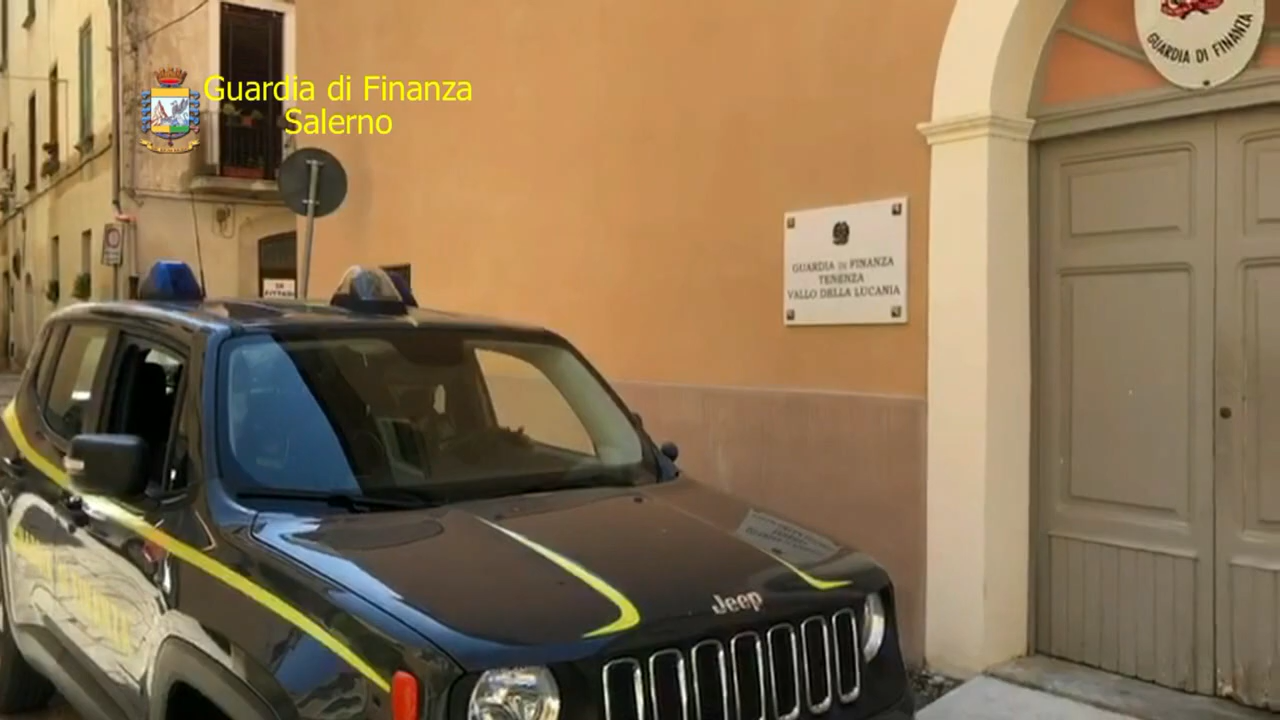 Guardia di Finanza
Salerno
GUARDIA DI FINANZA
GUARDIA DI FINANZA
TENENZA
VALLO DELLA LUCANIA
Jeep